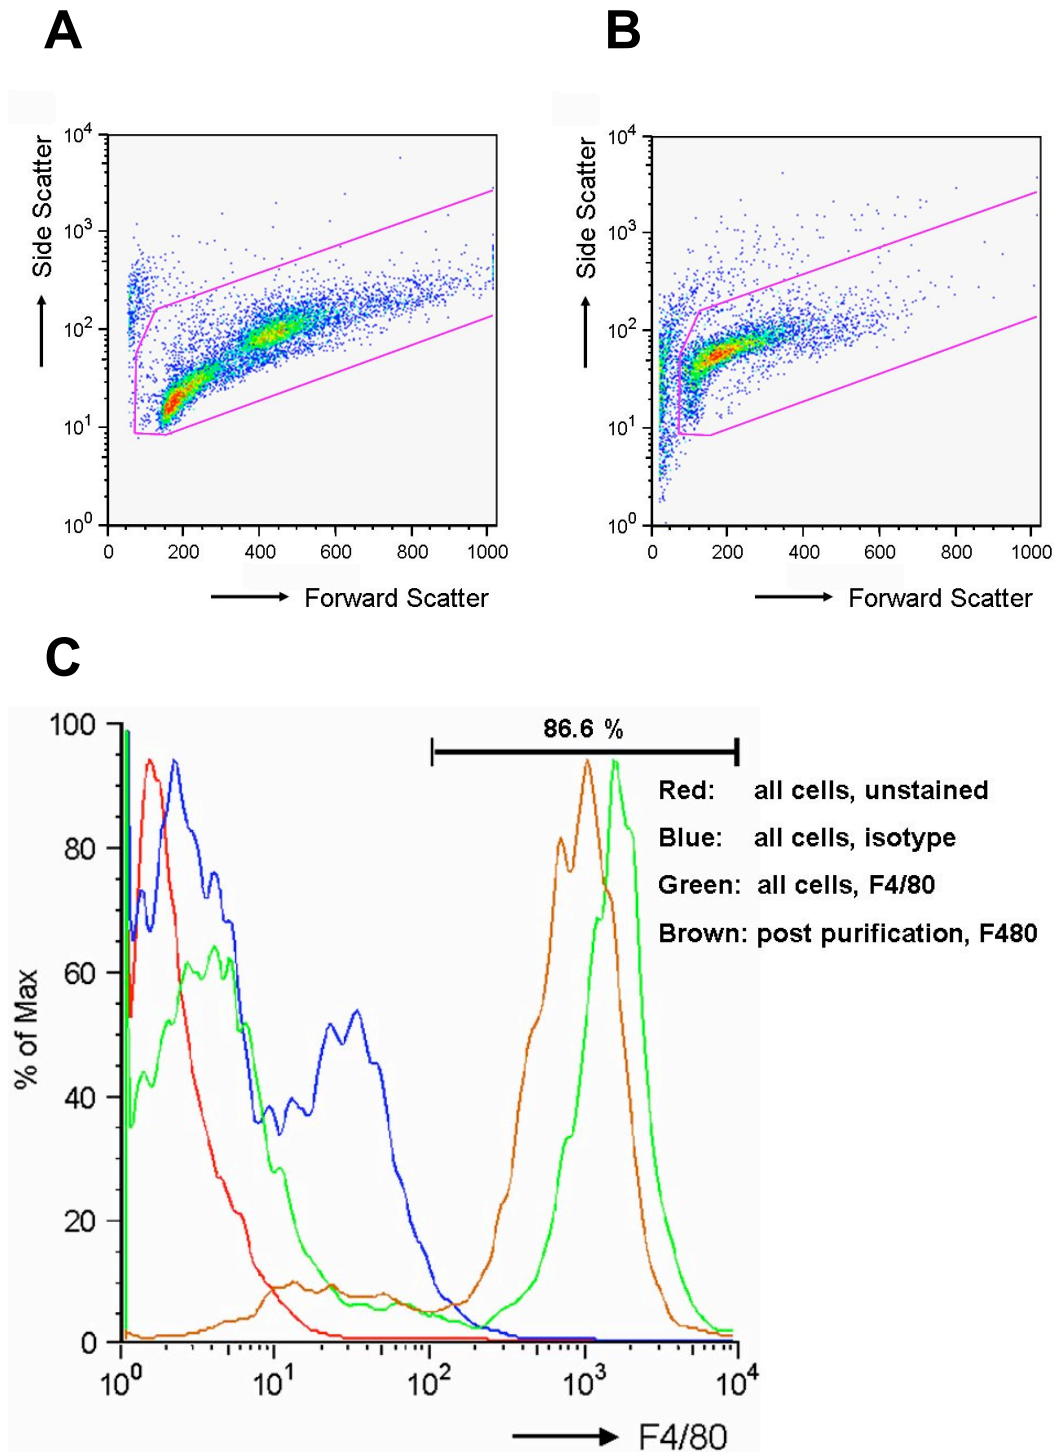 A
B
Side Scatter
10^4
10^3
10^2
10^1
10^0
0 200 400 600 800 1000
Forward Scatter
Side Scatter
10^4
10^3
10^2
10^1
10^0
0 200 400 600 800 1000
Forward Scatter
C
% of Max
100
80
60
40
20
0
86.6 %
Red: all cells, unstained
Blue: all cells, isotype
Green: all cells, F4/80
Brown: post purification, F480
10^0 10^1 10^2 10^3 10^4
F4/80